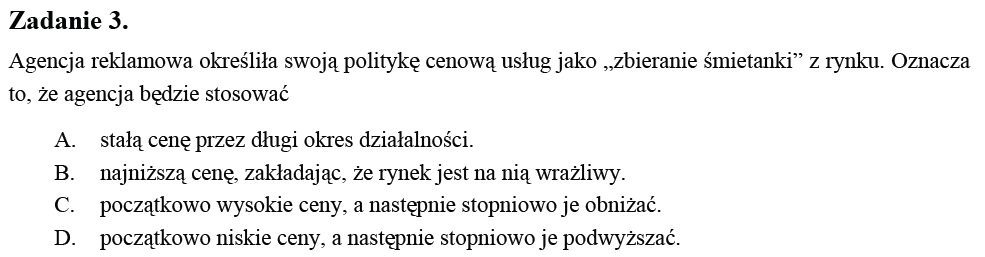 Zadanie 3.
Agencja reklamowa określiła swoją politykę cenową usług jako „zbieranie śmietanki” z rynku. Oznacza
to, że agencja będzie stosować
A. stałą cenę przez długi okres działalności.
B. najniższą cenę, zakładając, że rynek jest na nią wrażliwy.
C. początkowo wysokie ceny, a następnie stopniowo je obniżać.
D. początkowo niskie ceny, a następnie stopniowo je podwyższać.